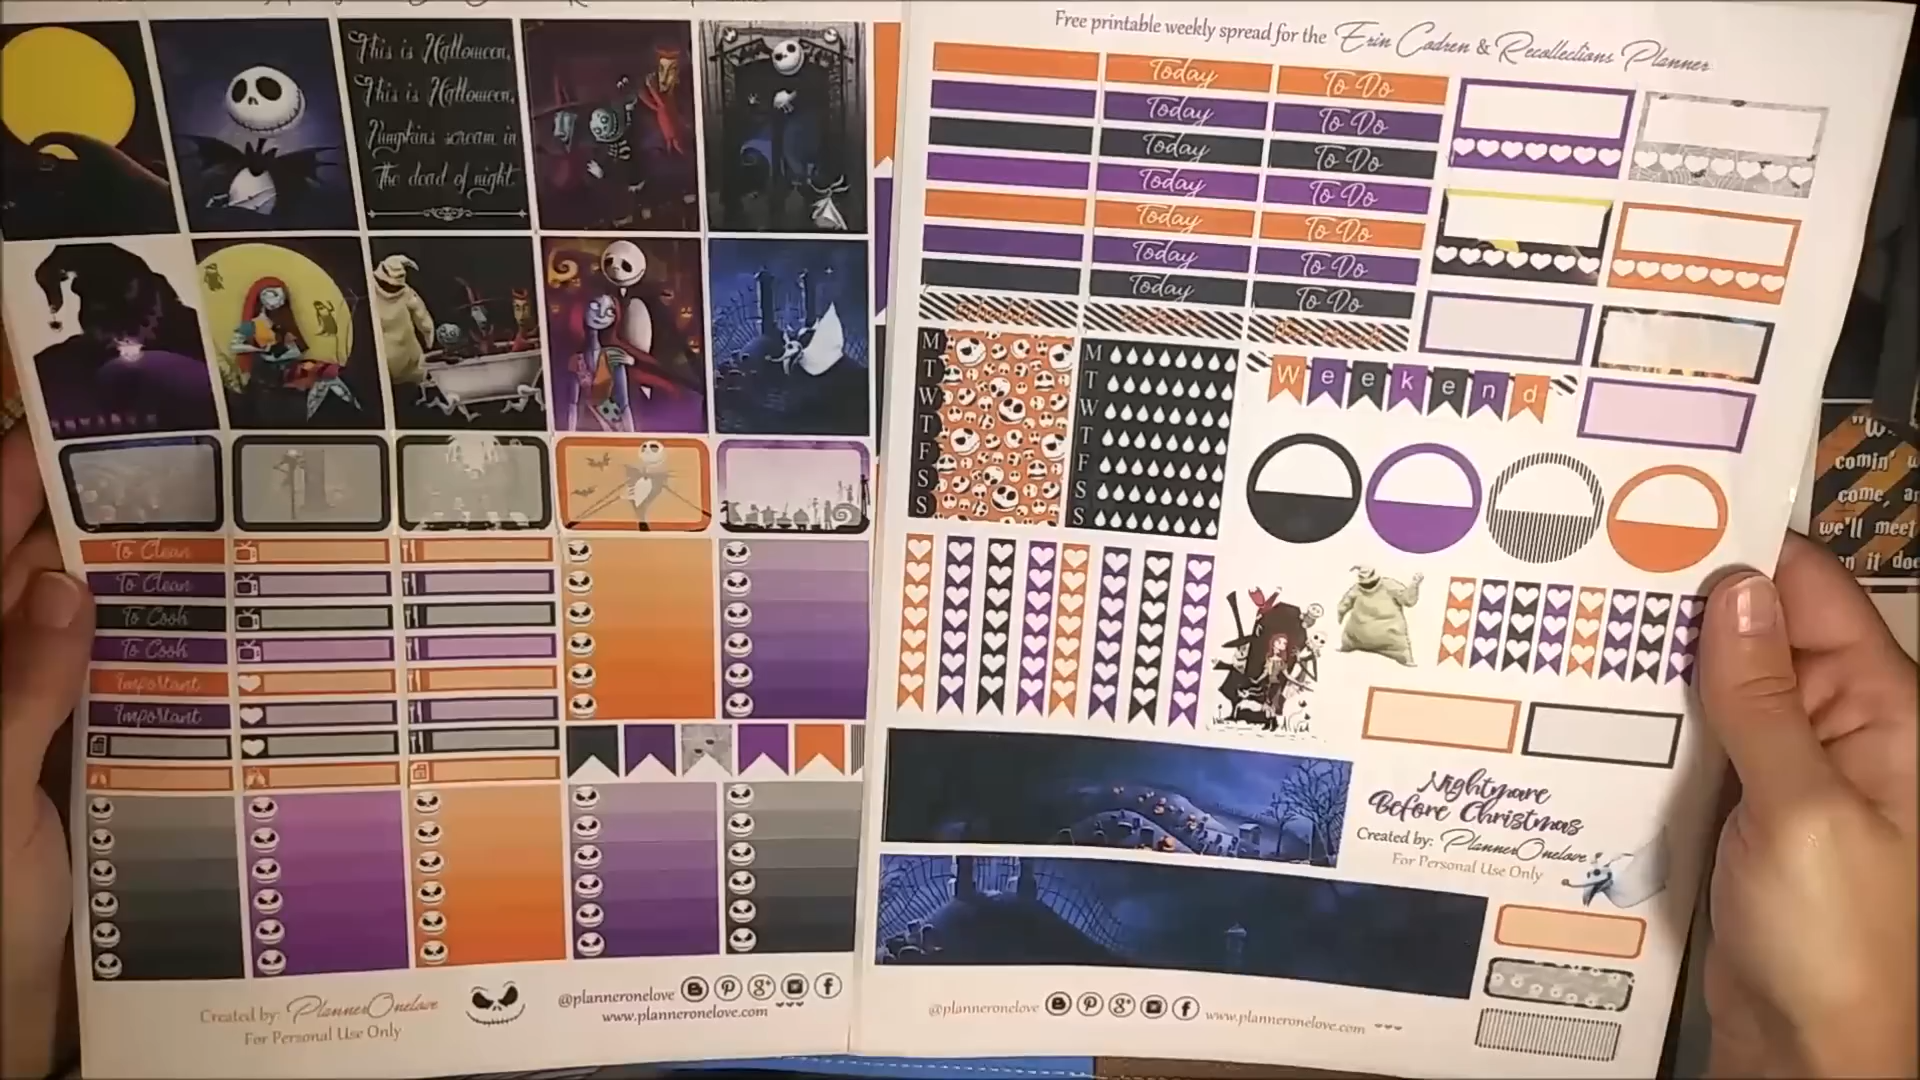 This is Halloween,
This is Halloween,
Pumpkins scream in
the dead of night.
To Clean
To Clean
To Cook
To Cook
Important
Important
Created by: PlannerOnelove
For Personal Use Only
@planneronelove
www.planneronelove.com
Free printable weekly spread for the Erin Condren & Recollections Planner
Today To Do
Today To Do
Today To Do
Today To Do
Today To Do
Today To Do
Today To Do
M
T
W
T
F
S
S
M
T
W
T
F
S
S
Weekend
Nightmare
Before Christmas
Created by: PlannerOnelove
For Personal Use Only
@planneronelove
www.planneronelove.com
comin'
come,
we'll meet